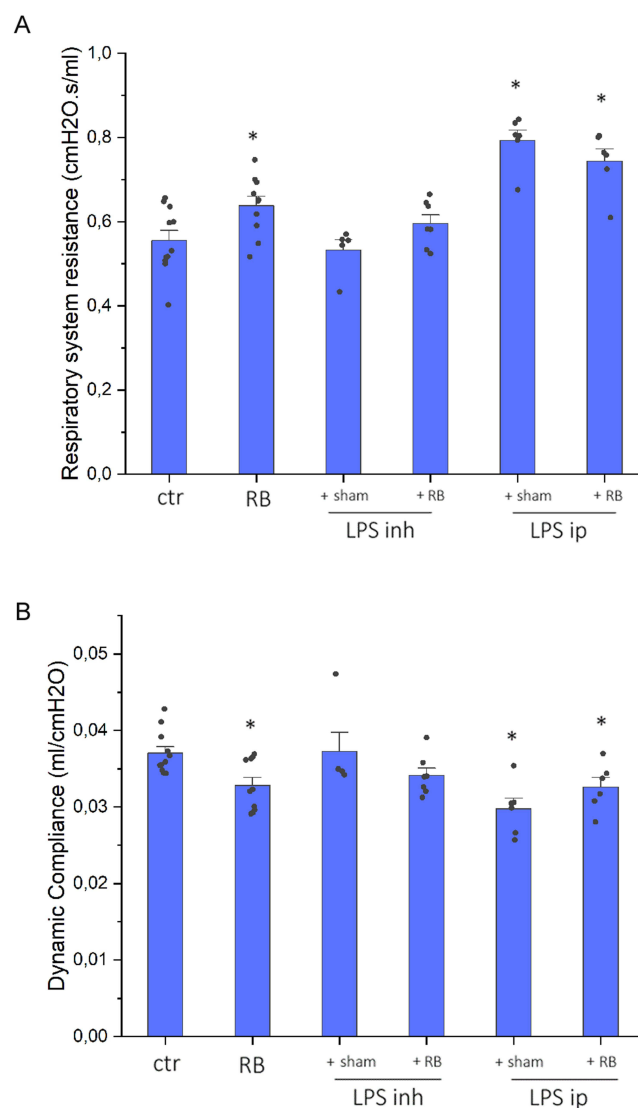 A
Respiratory system resistance (cmH2O.s/ml)
1,0
0,8
0,6
0,4
0,2
0,0
*
*
*
ctr
RB
+ sham
+ RB
+ sham
+ RB
LPS inh
LPS ip
B
Dynamic Compliance (ml/cmH2O)
0,05
0,04
0,03
0,02
0,01
0,00
*
*
*
ctr
RB
+ sham
+ RB
+ sham
+ RB
LPS inh
LPS ip